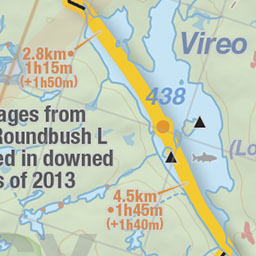 2.8km•
1h15m
(+1h50m)
Vireo
438
ages from
Roundbush L
ed in downed
s of 2013
(Lo
4.5km
•1h45m
(+1h40m)